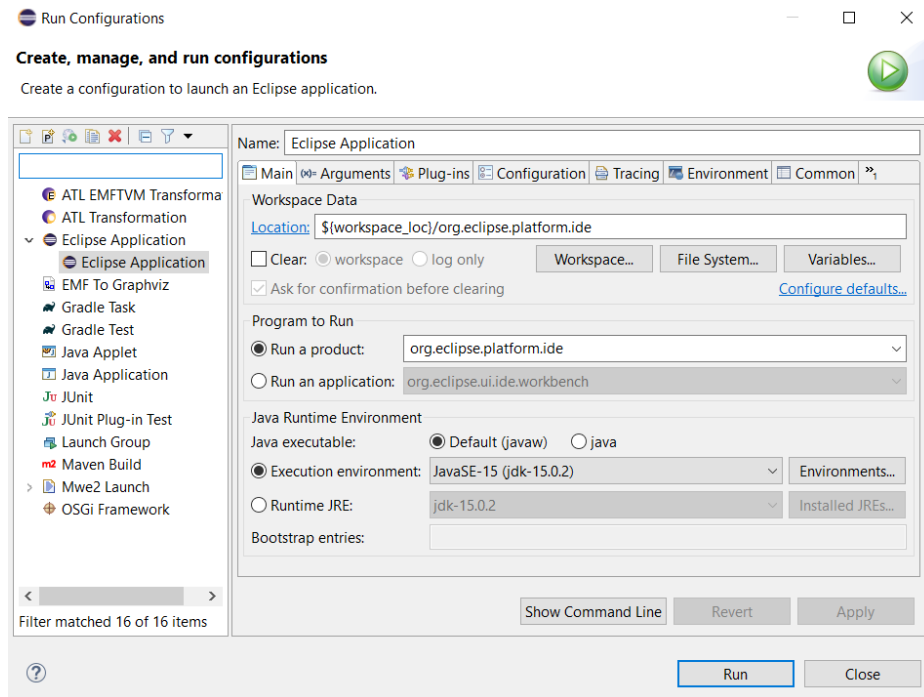 Run Configurations
Create, manage, and run configurations
Create a configuration to launch an Eclipse application.
Name: Eclipse Application
Main (x)= Arguments Plug-ins Configuration Tracing Environment Common »1
ATL EMFTVM Transforma
ATL Transformation
Eclipse Application
Eclipse Application
EMF To Graphviz
Gradle Task
Gradle Test
Java Applet
Java Application
Ju JUnit
Jü JUnit Plug-in Test
Launch Group
m2 Maven Build
Mwe2 Launch
OSGi Framework
Filter matched 16 of 16 items
Workspace Data
Location: ${workspace_loc}/org.eclipse.platform.ide
Clear: workspace log only Workspace... File System... Variables...
Ask for confirmation before clearing Configure defaults...
Program to Run
Run a product: org.eclipse.platform.ide
Run an application: org.eclipse.ui.ide.workbench
Java Runtime Environment
Java executable: Default (javaw) java
Execution environment: JavaSE-15 (jdk-15.0.2) Environments...
Runtime JRE: jdk-15.0.2 Installed JREs...
Bootstrap entries:
Show Command Line Revert Apply
? Run Close